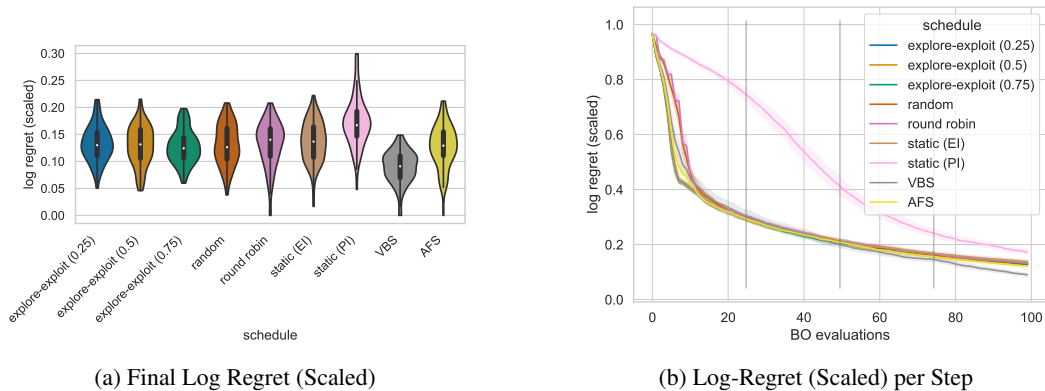 0.30
0.25
0.20
0.15
0.10
0.05
0.00
log regret (scaled)
explore-exploit (0.25)
explore-exploit (0.5)
explore-exploit (0.75)
random
round robin
static (EI)
static (PI)
VBS
AFS
schedule
(a) Final Log Regret (Scaled)
1.0
0.8
0.6
0.4
0.2
0.0
log regret (scaled)
schedule
explore-exploit (0.25)
explore-exploit (0.5)
explore-exploit (0.75)
random
round robin
static (EI)
static (PI)
VBS
AFS
0 20 40 60 80 100
BO evaluations
(b) Log-Regret (Scaled) per Step